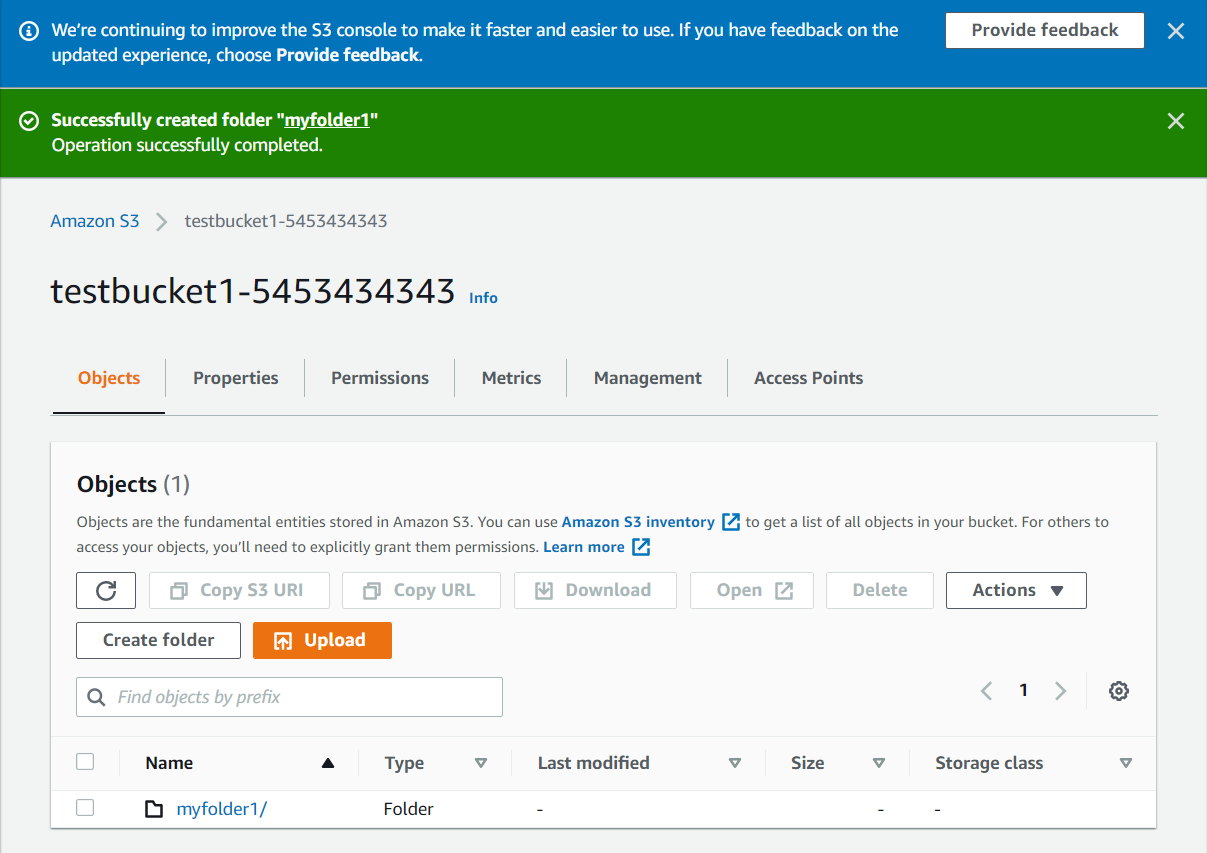 We're continuing to improve the S3 console to make it faster and easier to use. If you have feedback on the
updated experience, choose Provide feedback.
Provide feedback
Successfully created folder "myfolder1"
Operation successfully completed.
Amazon S3 testbucket1-5453434343
testbucket1-5453434343 Info
Objects Properties Permissions Metrics Management Access Points
Objects (1)
Objects are the fundamental entities stored in Amazon S3. You can use Amazon S3 inventory to get a list of all objects in your bucket. For others to
access your objects, you'll need to explicitly grant them permissions. Learn more
Copy S3 URI Copy URL Download Open Delete Actions
Create folder Upload
Find objects by prefix
1
Name Type Last modified Size Storage class
myfolder1/ Folder - - -